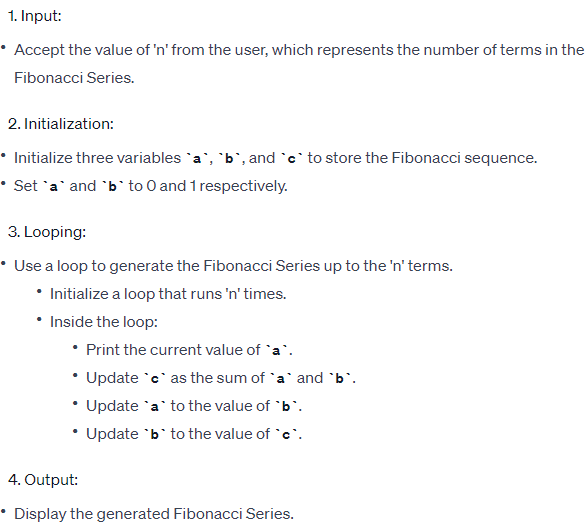 1. Input:
• Accept the value of 'n' from the user, which represents the number of terms in the
Fibonacci Series.
2. Initialization:
• Initialize three variables `a`, `b`, and `c` to store the Fibonacci sequence.
• Set `a` and `b` to 0 and 1 respectively.
3. Looping:
• Use a loop to generate the Fibonacci Series up to the 'n' terms.
• Initialize a loop that runs 'n' times.
• Inside the loop:
• Print the current value of `a`.
• Update `c` as the sum of `a` and `b`.
• Update `a` to the value of `b`.
• Update `b` to the value of `c`.
4. Output:
• Display the generated Fibonacci Series.